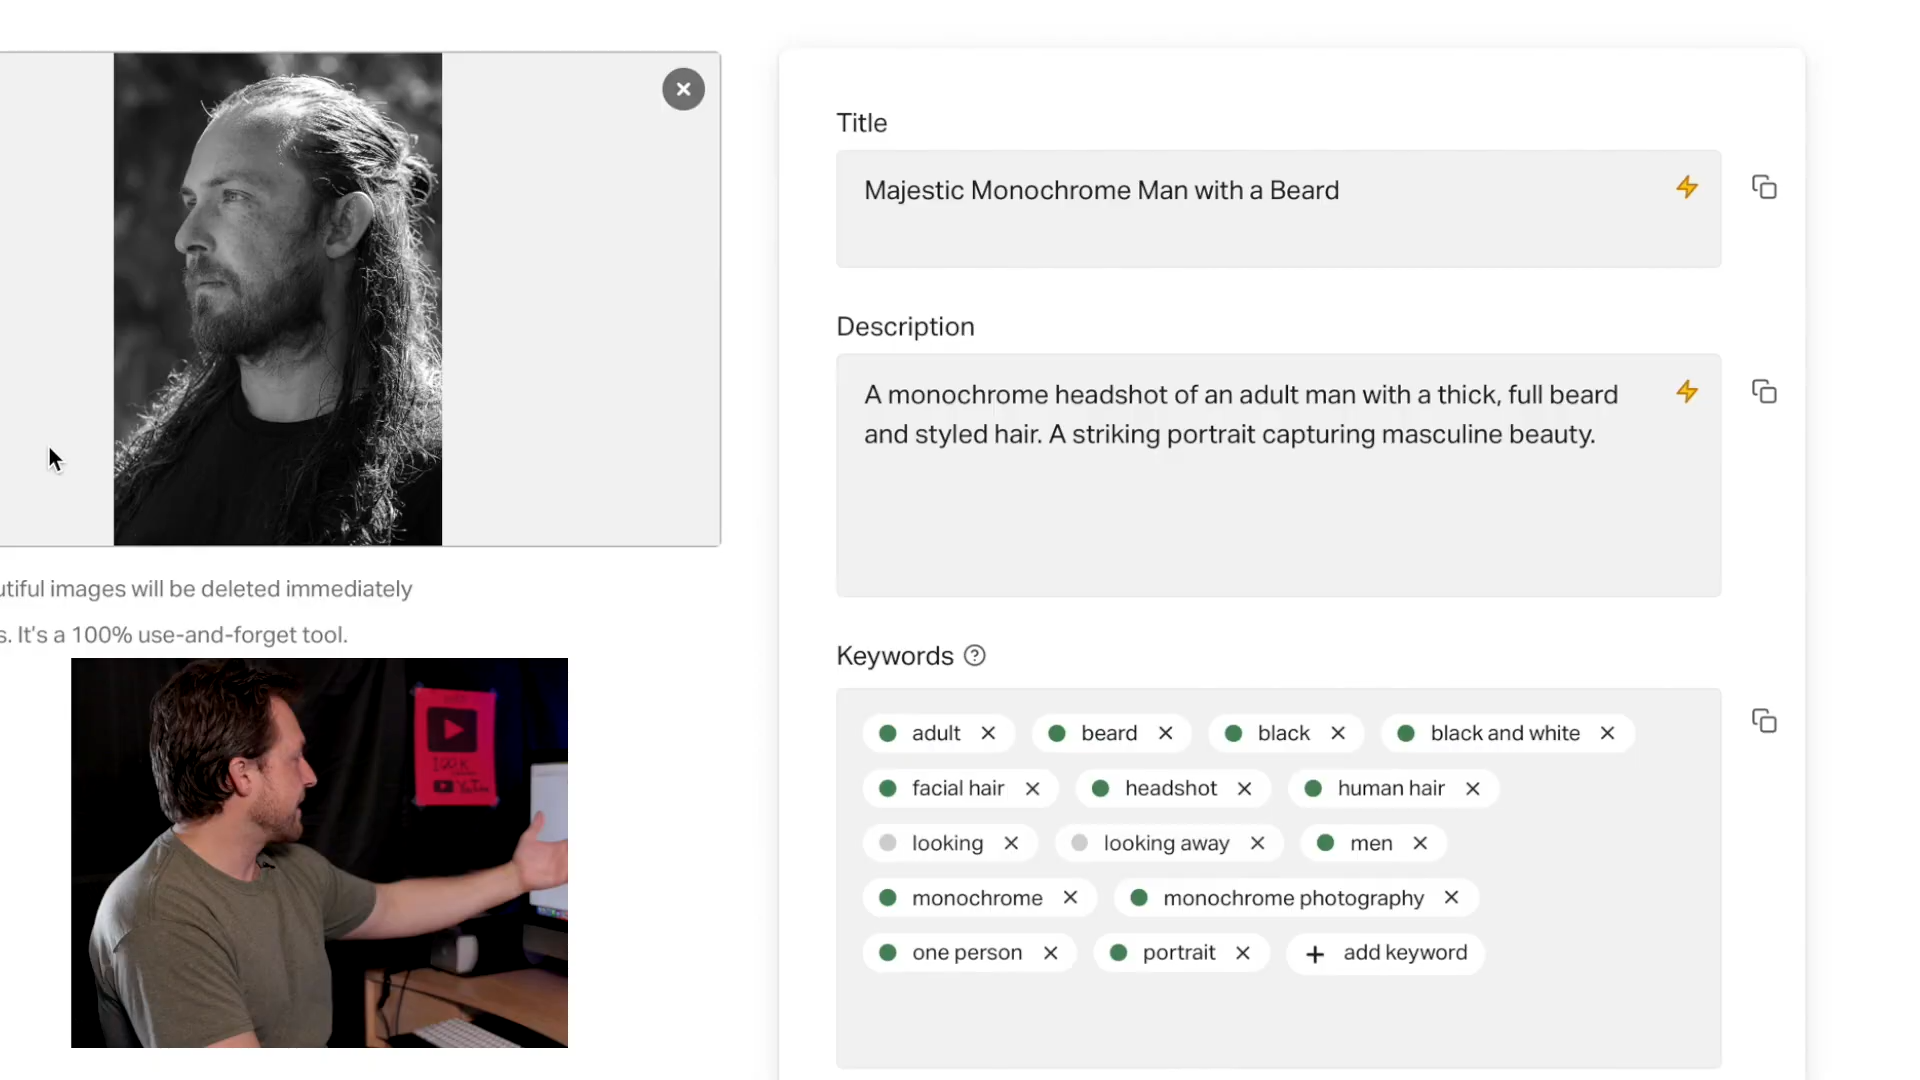 Title
Majestic Monochrome Man with a Beard
Description
A monochrome headshot of an adult man with a thick, full beard
and styled hair. A striking portrait capturing masculine beauty.
utiful images will be deleted immediately
s. It's a 100% use-and-forget tool.
Keywords ?
adult
beard
black
black and white
facial hair
headshot
human hair
looking
looking away
men
monochrome
monochrome photography
one person
portrait
+ add keyword
100K
YouTube